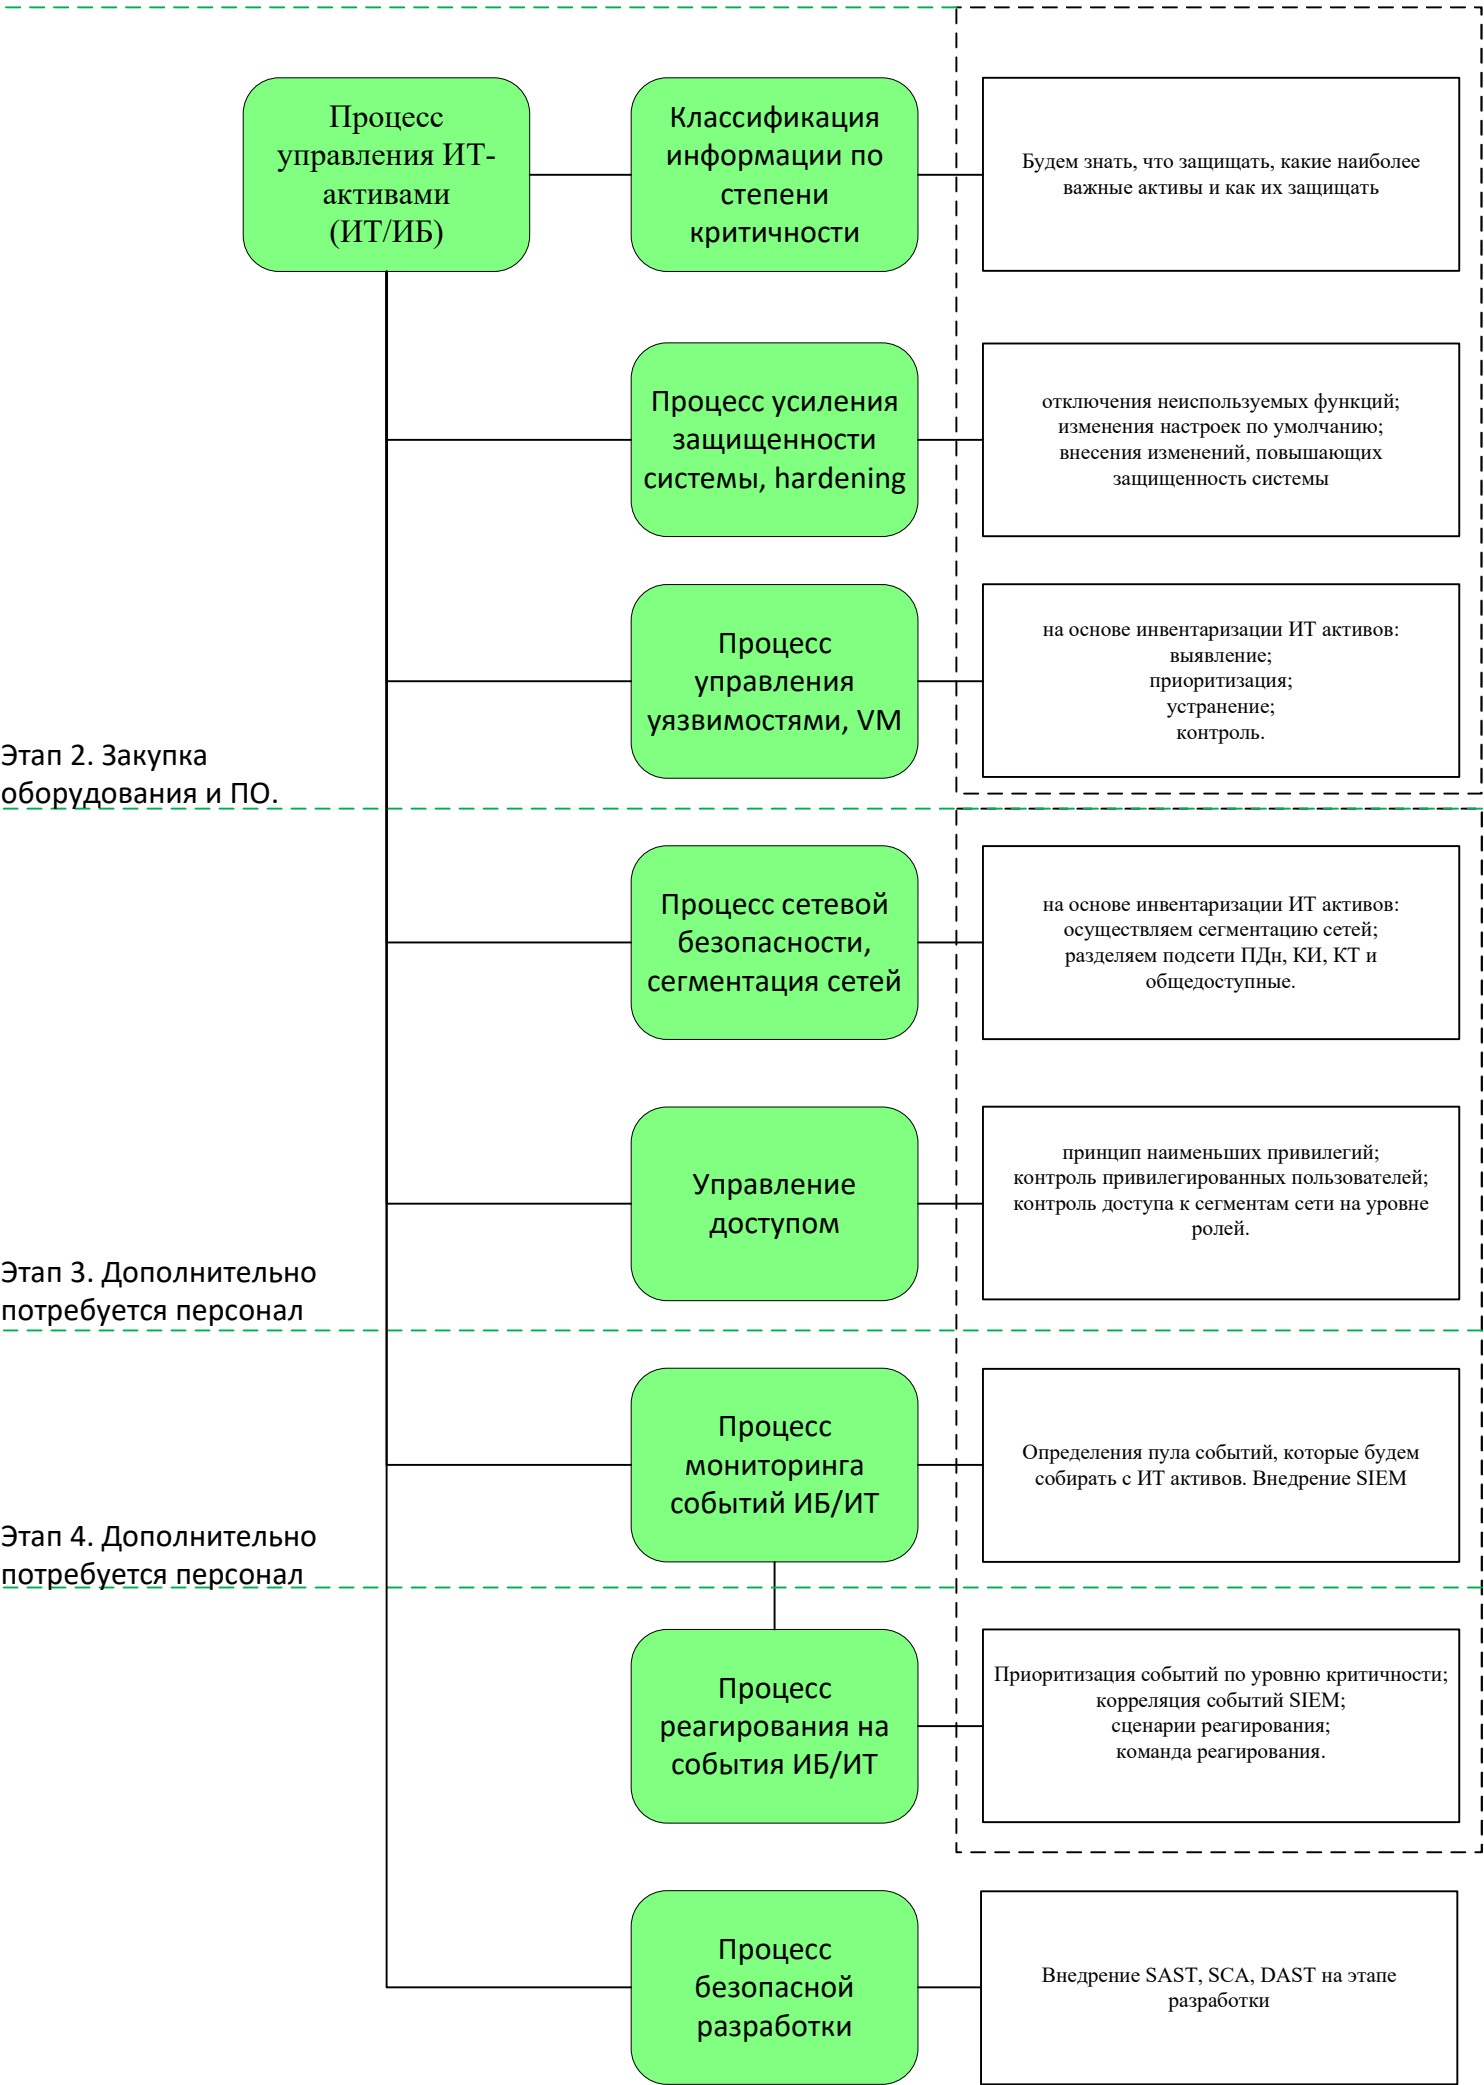 Процесс
управления ИТ-
активами
(ИТ/ИБ)
Классификация
информации по
степени
критичности
Будем знать, что защищать, какие наиболее
важные активы и как их защищать
Процесс усиления
защищенности
системы, hardening
отключения неиспользуемых функций;
изменения настроек по умолчанию;
внесения изменений, повышающих
защищенность системы
Процесс
управления
уязвимостями, VM
на основе инвентаризации ИТ активов:
выявление;
приоритизация;
устранение;
контроль.
Этап 2. Закупка
оборудования и ПО.
Процесс сетевой
безопасности,
сегментация сетей
на основе инвентаризации ИТ активов:
осуществляем сегментацию сетей;
разделяем подсети ПДн, КИ, КТ и
общедоступные.
Управление
доступом
принцип наименьших привилегий;
контроль привилегированных пользователей;
контроль доступа к сегментам сети на уровне
ролей.
Этап 3. Дополнительно
потребуется персонал
Процесс
мониторинга
событий ИБ/ИТ
Определения пула событий, которые будем
собирать с ИТ активов. Внедрение SIEM
Этап 4. Дополнительно
потребуется персонал
Процесс
реагирования на
события ИБ/ИТ
Приоритизация событий по уровню критичности;
корреляция событий SIEM;
сценарии реагирования;
команда реагирования.
Процесс
безопасной
разработки
Внедрение SAST, SCA, DAST на этапе
разработки